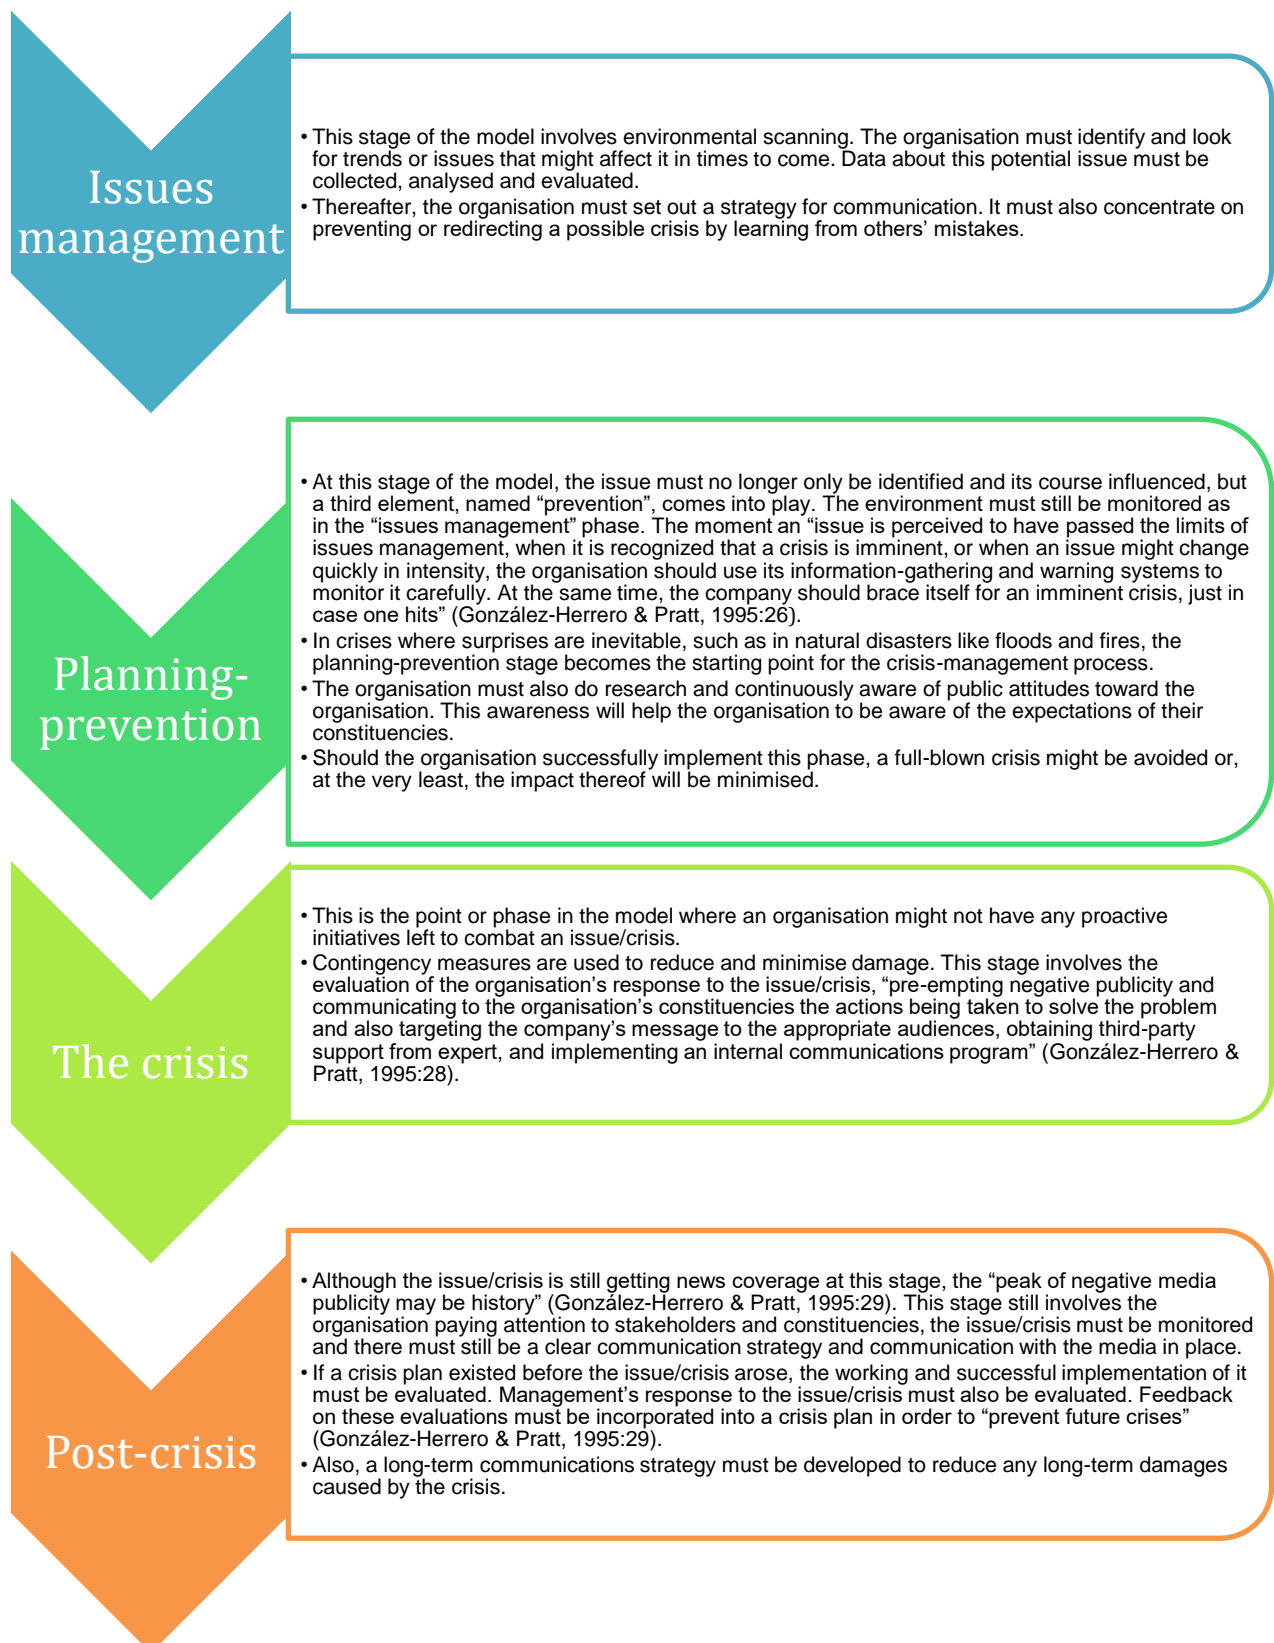 Issues
management
• This stage of the model involves environmental scanning. The organisation must identify and look
for trends or issues that might affect it in times to come. Data about this potential issue must be
collected, analysed and evaluated.
• Thereafter, the organisation must set out a strategy for communication. It must also concentrate on
preventing or redirecting a possible crisis by learning from others’ mistakes.
Planning-
prevention
• At this stage of the model, the issue must no longer only be identified and its course influenced, but
a third element, named “prevention”, comes into play. The environment must still be monitored as
in the “issues management” phase. The moment an “issue is perceived to have passed the limits of
issues management, when it is recognized that a crisis is imminent, or when an issue might change
quickly in intensity, the organisation should use its information-gathering and warning systems to
monitor it carefully. At the same time, the company should brace itself for an imminent crisis, just in
case one hits” (González-Herrero & Pratt, 1995:26).
• In crises where surprises are inevitable, such as in natural disasters like floods and fires, the
planning-prevention stage becomes the starting point for the crisis-management process.
• The organisation must also do research and continuously aware of public attitudes toward the
organisation. This awareness will help the organisation to be aware of the expectations of their
constituencies.
• Should the organisation successfully implement this phase, a full-blown crisis might be avoided or,
at the very least, the impact thereof will be minimised.
The crisis
• This is the point or phase in the model where an organisation might not have any proactive
initiatives left to combat an issue/crisis.
• Contingency measures are used to reduce and minimise damage. This stage involves the
evaluation of the organisation’s response to the issue/crisis, “pre-empting negative publicity and
communicating to the organisation’s constituencies the actions being taken to solve the problem
and also targeting the company’s message to the appropriate audiences, obtaining third-party
support from expert, and implementing an internal communications program” (González-Herrero &
Pratt, 1995:28).
Post-crisis
• Although the issue/crisis is still getting news coverage at this stage, the “peak of negative media
publicity may be history” (González-Herrero & Pratt, 1995:29). This stage still involves the
organisation paying attention to stakeholders and constituencies, the issue/crisis must be monitored
and there must still be a clear communication strategy and communication with the media in place.
• If a crisis plan existed before the issue/crisis arose, the working and successful implementation of it
must be evaluated. Management’s response to the issue/crisis must also be evaluated. Feedback
on these evaluations must be incorporated into a crisis plan in order to “prevent future crises”
(González-Herrero & Pratt, 1995:29).
• Also, a long-term communications strategy must be developed to reduce any long-term damages
caused by the crisis.